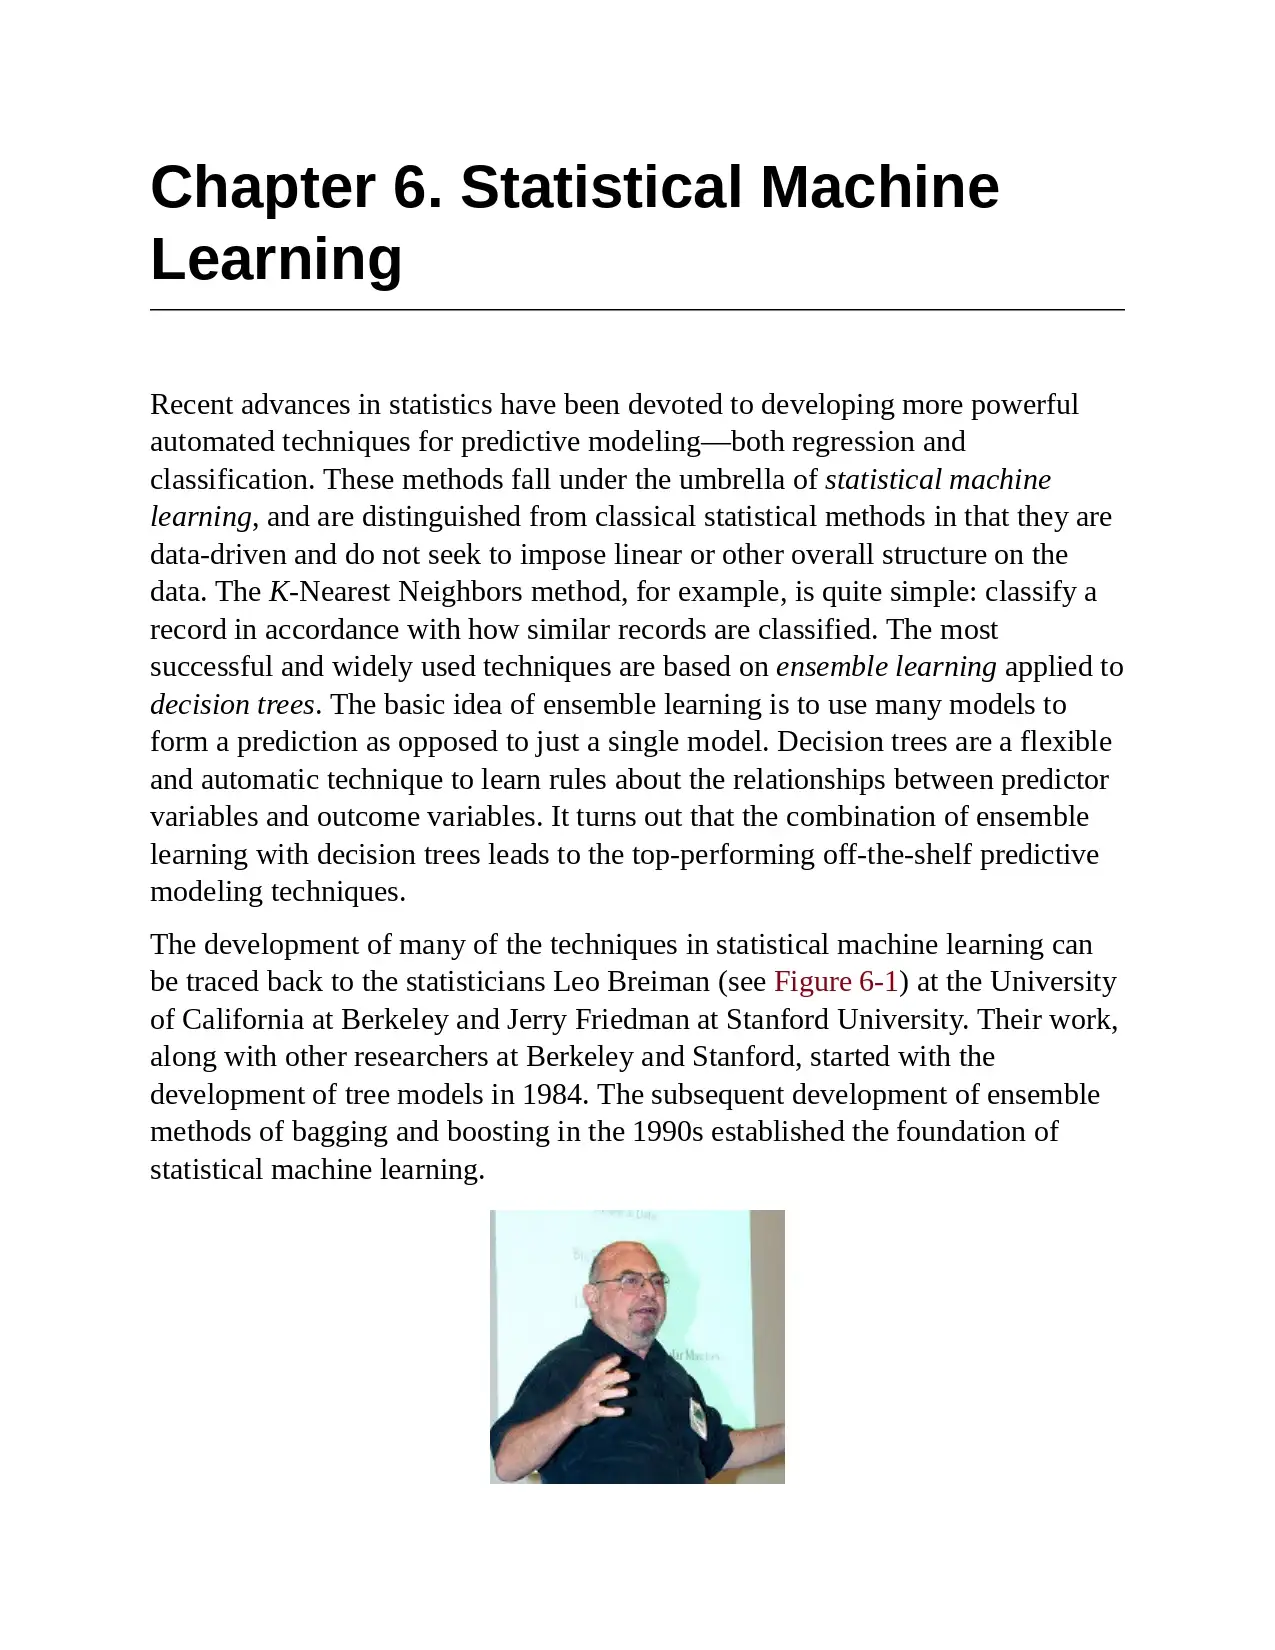 Chapter 6. Statistical Machine
Learning
Recent advances in statistics have been devoted to developing more powerful
automated techniques for predictive modeling—both regression and
classification. These methods fall under the umbrella of statistical machine
learning, and are distinguished from classical statistical methods in that they are
data-driven and do not seek to impose linear or other overall structure on the
data. The K-Nearest Neighbors method, for example, is quite simple: classify a
record in accordance with how similar records are classified. The most
successful and widely used techniques are based on ensemble learning applied to
decision trees. The basic idea of ensemble learning is to use many models to
form a prediction as opposed to just a single model. Decision trees are a flexible
and automatic technique to learn rules about the relationships between predictor
variables and outcome variables. It turns out that the combination of ensemble
learning with decision trees leads to the top-performing off-the-shelf predictive
modeling techniques.
The development of many of the techniques in statistical machine learning can
be traced back to the statisticians Leo Breiman (see Figure 6-1) at the University
of California at Berkeley and Jerry Friedman at Stanford University. Their work,
along with other researchers at Berkeley and Stanford, started with the
development of tree models in 1984. The subsequent development of ensemble
methods of bagging and boosting in the 1990s established the foundation of
statistical machine learning.